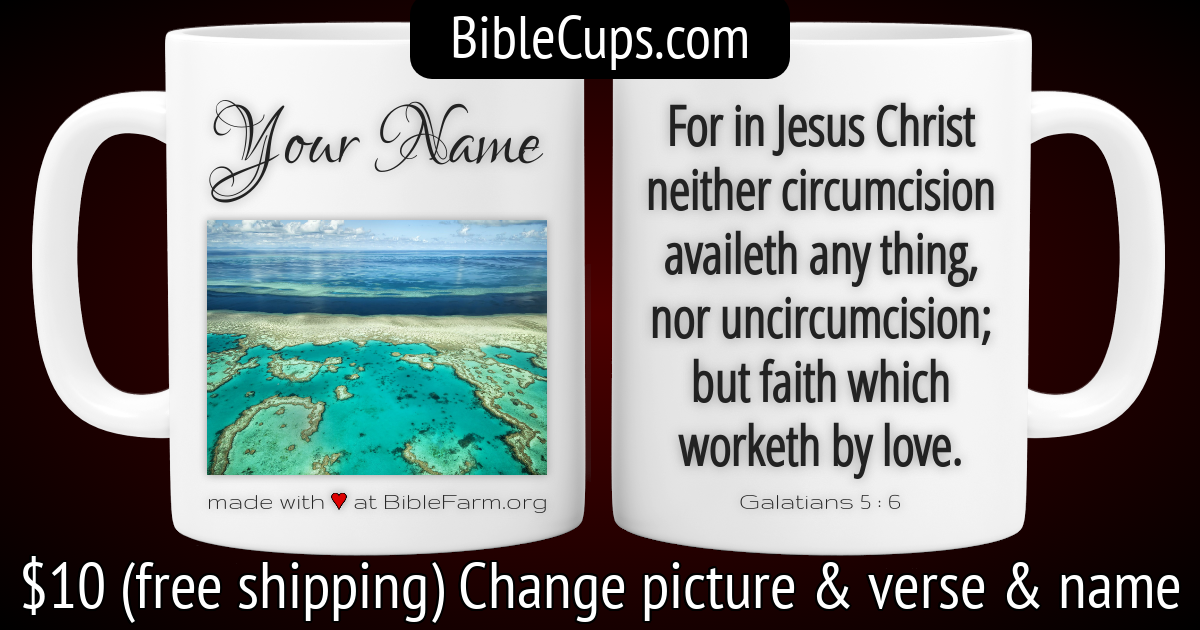 BibleCups.com
Your Name
made with ♥ at BibleFarm.org
For in Jesus Christ
neither circumcision
availeth any thing,
nor uncircumcision;
but faith which
worketh by love.
Galatians 5 : 6
$10 (free shipping) Change picture & verse & name